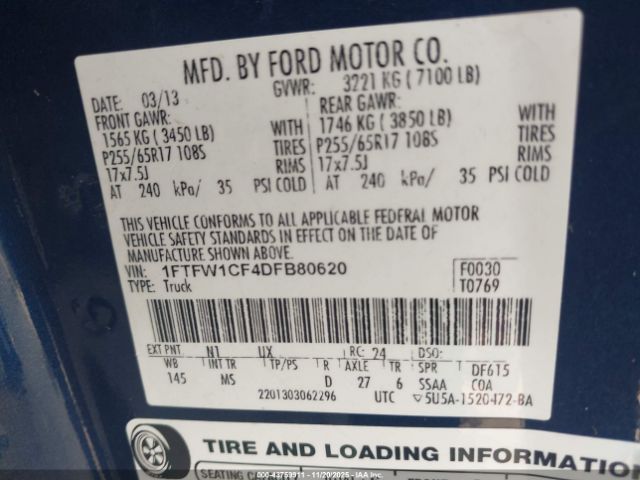 MFD. BY FORD MOTOR CO.
DATE: 03/13 GVWR: 3221 KG ( 7100 LB)
FRONT GAWR: REAR GAWR:
1565 KG ( 3450 LB) WITH 1746 KG ( 3850 LB) WITH
P255/65R17 108S TIRES P255/65R17 108S TIRES
17x7.5J RIMS 17x7.5J RIMS
AT 240 kPa/ 35 PSI COLD AT 240 kPa/ 35 PSI COLD
THIS VEHICLE CONFORMS TO ALL APPLICABLE FEDERAL MOTOR
VEHICLE SAFETY STANDARDS IN EFFECT ON THE DATE OF
MANUFACTURE SHOWN ABOVE.
VIN: 1FTFW1CF4DFB80620 F0030
TYPE: Truck T0769
EXT PNT N1 UX RC: 24 DSO:
WB INT TR TP/PS R AXLE TR SPR DF615
145 MS D 27 6 SSAA COA
2201303062296 UTC 5U5A-1520472-BA
TIRE AND LOADING INFORMATION
SEATING
000-43753911 - 11/20/2025 - IAAI.COM